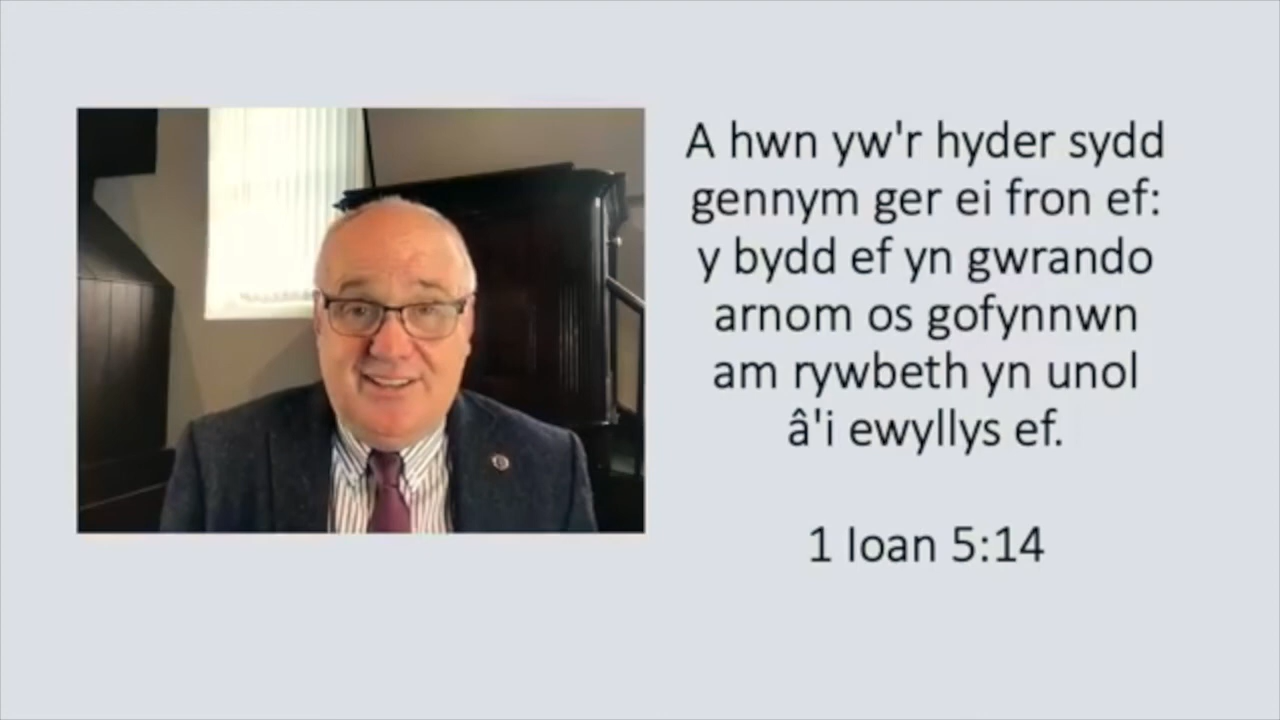 A hwn yw'r hyder sydd
gennym ger ei fron ef:
y bydd ef yn gwrando
arnom os gofynnwn
am rywbeth yn unol
â'i ewyllys ef.
1 Ioan 5:14